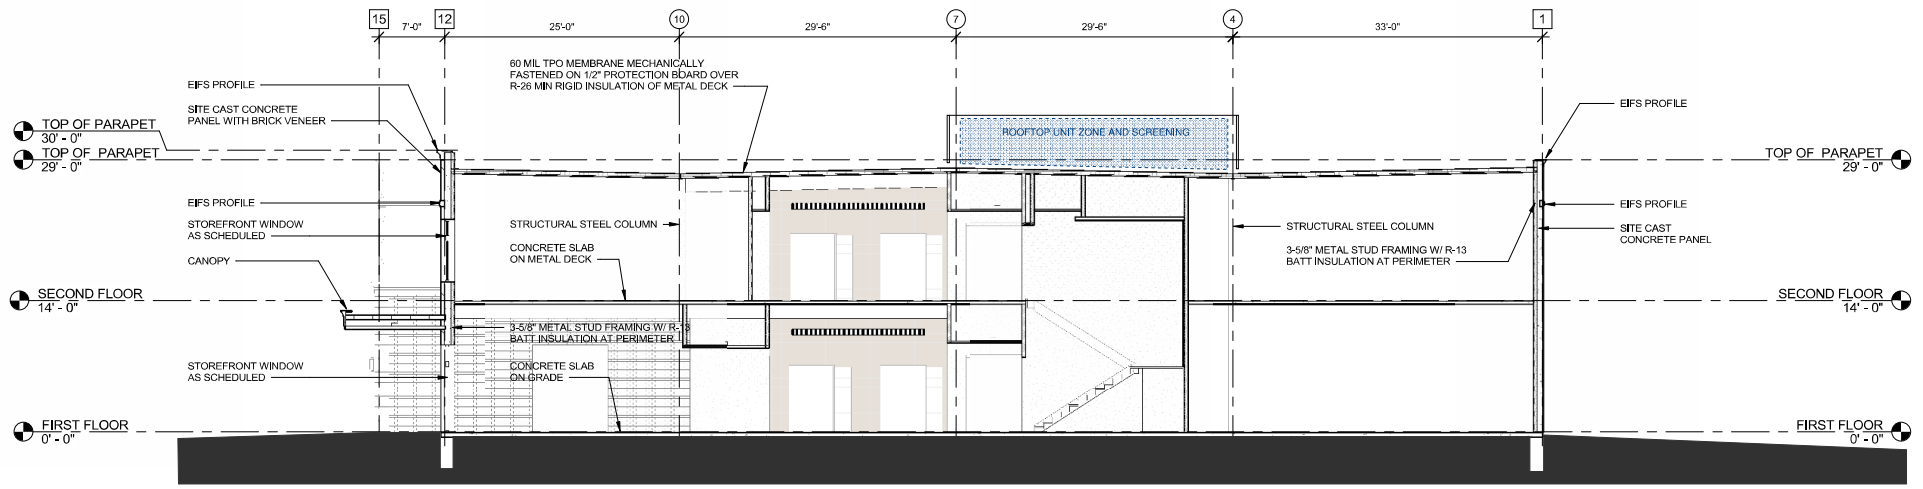 15
12
10
7
4
1
7'-0"
25'-0"
29'-6"
29'-6"
33'-0"
60 MIL TPO MEMBRANE MECHANICALLY
FASTENED ON 1/2" PROTECTION BOARD OVER
R-26 MIN RIGID INSULATION OF METAL DECK
EIFS PROFILE
SITE CAST CONCRETE
PANEL WITH BRICK VENEER
TOP OF PARAPET
30' - 0"
TOP OF PARAPET
29' - 0"
EIFS PROFILE
STOREFRONT WINDOW
AS SCHEDULED
CANOPY
SECOND FLOOR
14' - 0"
STOREFRONT WINDOW
AS SCHEDULED
FIRST FLOOR
0' - 0"
STRUCTURAL STEEL COLUMN
CONCRETE SLAB
ON METAL DECK
3-5/8" METAL STUD FRAMING W/ R-13
BATT INSULATION AT PERIMETER
CONCRETE SLAB
ON GRADE
ROOFTOP UNIT ZONE AND SCREENING
STRUCTURAL STEEL COLUMN
3-5/8" METAL STUD FRAMING W/ R-13
BATT INSULATION AT PERIMETER
EIFS PROFILE
TOP OF PARAPET
29' - 0"
EIFS PROFILE
SITE CAST
CONCRETE PANEL
SECOND FLOOR
14' - 0"
FIRST FLOOR
0' - 0"